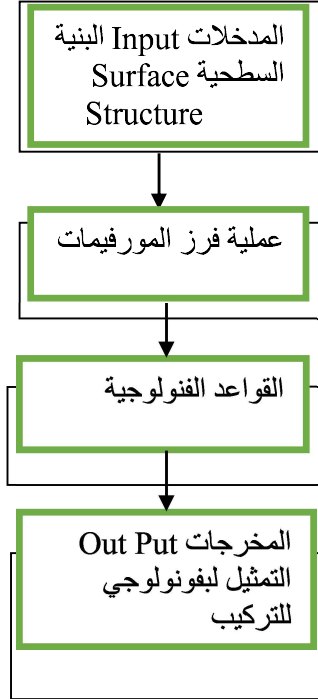 المدخلات Input البنية
السطحية Surface
Structure
عملية فرز المورفيمات
القواعد الفنولوجية
المخرجات Out Put
التمثيل لبفونولوجي
للتركيب